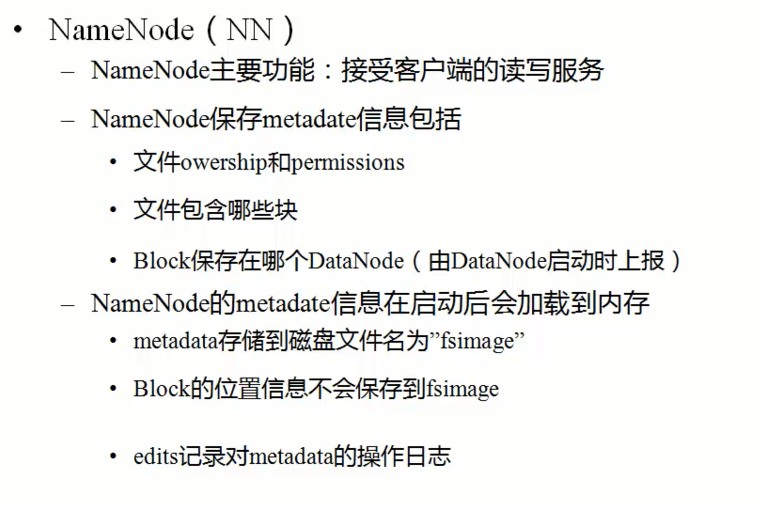 • NameNode（NN）
– NameNode主要功能：接受客户端的读写服务
– NameNode保存metadate信息包括
• 文件owership和permissions
• 文件包含哪些块
• Block保存在哪个DataNode（由DataNode启动时上报）
– NameNode的metadate信息在启动后会加载到内存
• metadata存储到磁盘文件名为”fsimage”
• Block的位置信息不会保存到fsimage
• edits记录对metadata的操作日志